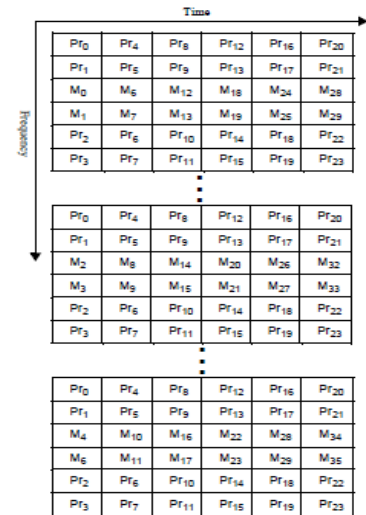 Time
Frequency
Pr0 Pr4 Pr8 Pr12 Pr16 Pr20
Pr1 Pr5 Pr9 Pr13 Pr17 Pr21
M0 M6 M12 M18 M24 M28
M1 M7 M13 M19 M25 M29
Pr2 Pr6 Pr10 Pr14 Pr18 Pr22
Pr3 Pr7 Pr11 Pr15 Pr19 Pr23
Pr0 Pr4 Pr8 Pr12 Pr16 Pr20
Pr1 Pr5 Pr9 Pr13 Pr17 Pr21
M2 M8 M14 M20 M26 M32
M3 M9 M15 M21 M27 M33
Pr2 Pr6 Pr10 Pr14 Pr18 Pr22
Pr3 Pr7 Pr11 Pr15 Pr19 Pr23
Pr0 Pr4 Pr8 Pr12 Pr16 Pr20
Pr1 Pr5 Pr9 Pr13 Pr17 Pr21
M4 M10 M16 M22 M28 M34
M5 M11 M17 M23 M29 M35
Pr2 Pr6 Pr10 Pr14 Pr18 Pr22
Pr3 Pr7 Pr11 Pr15 Pr19 Pr23